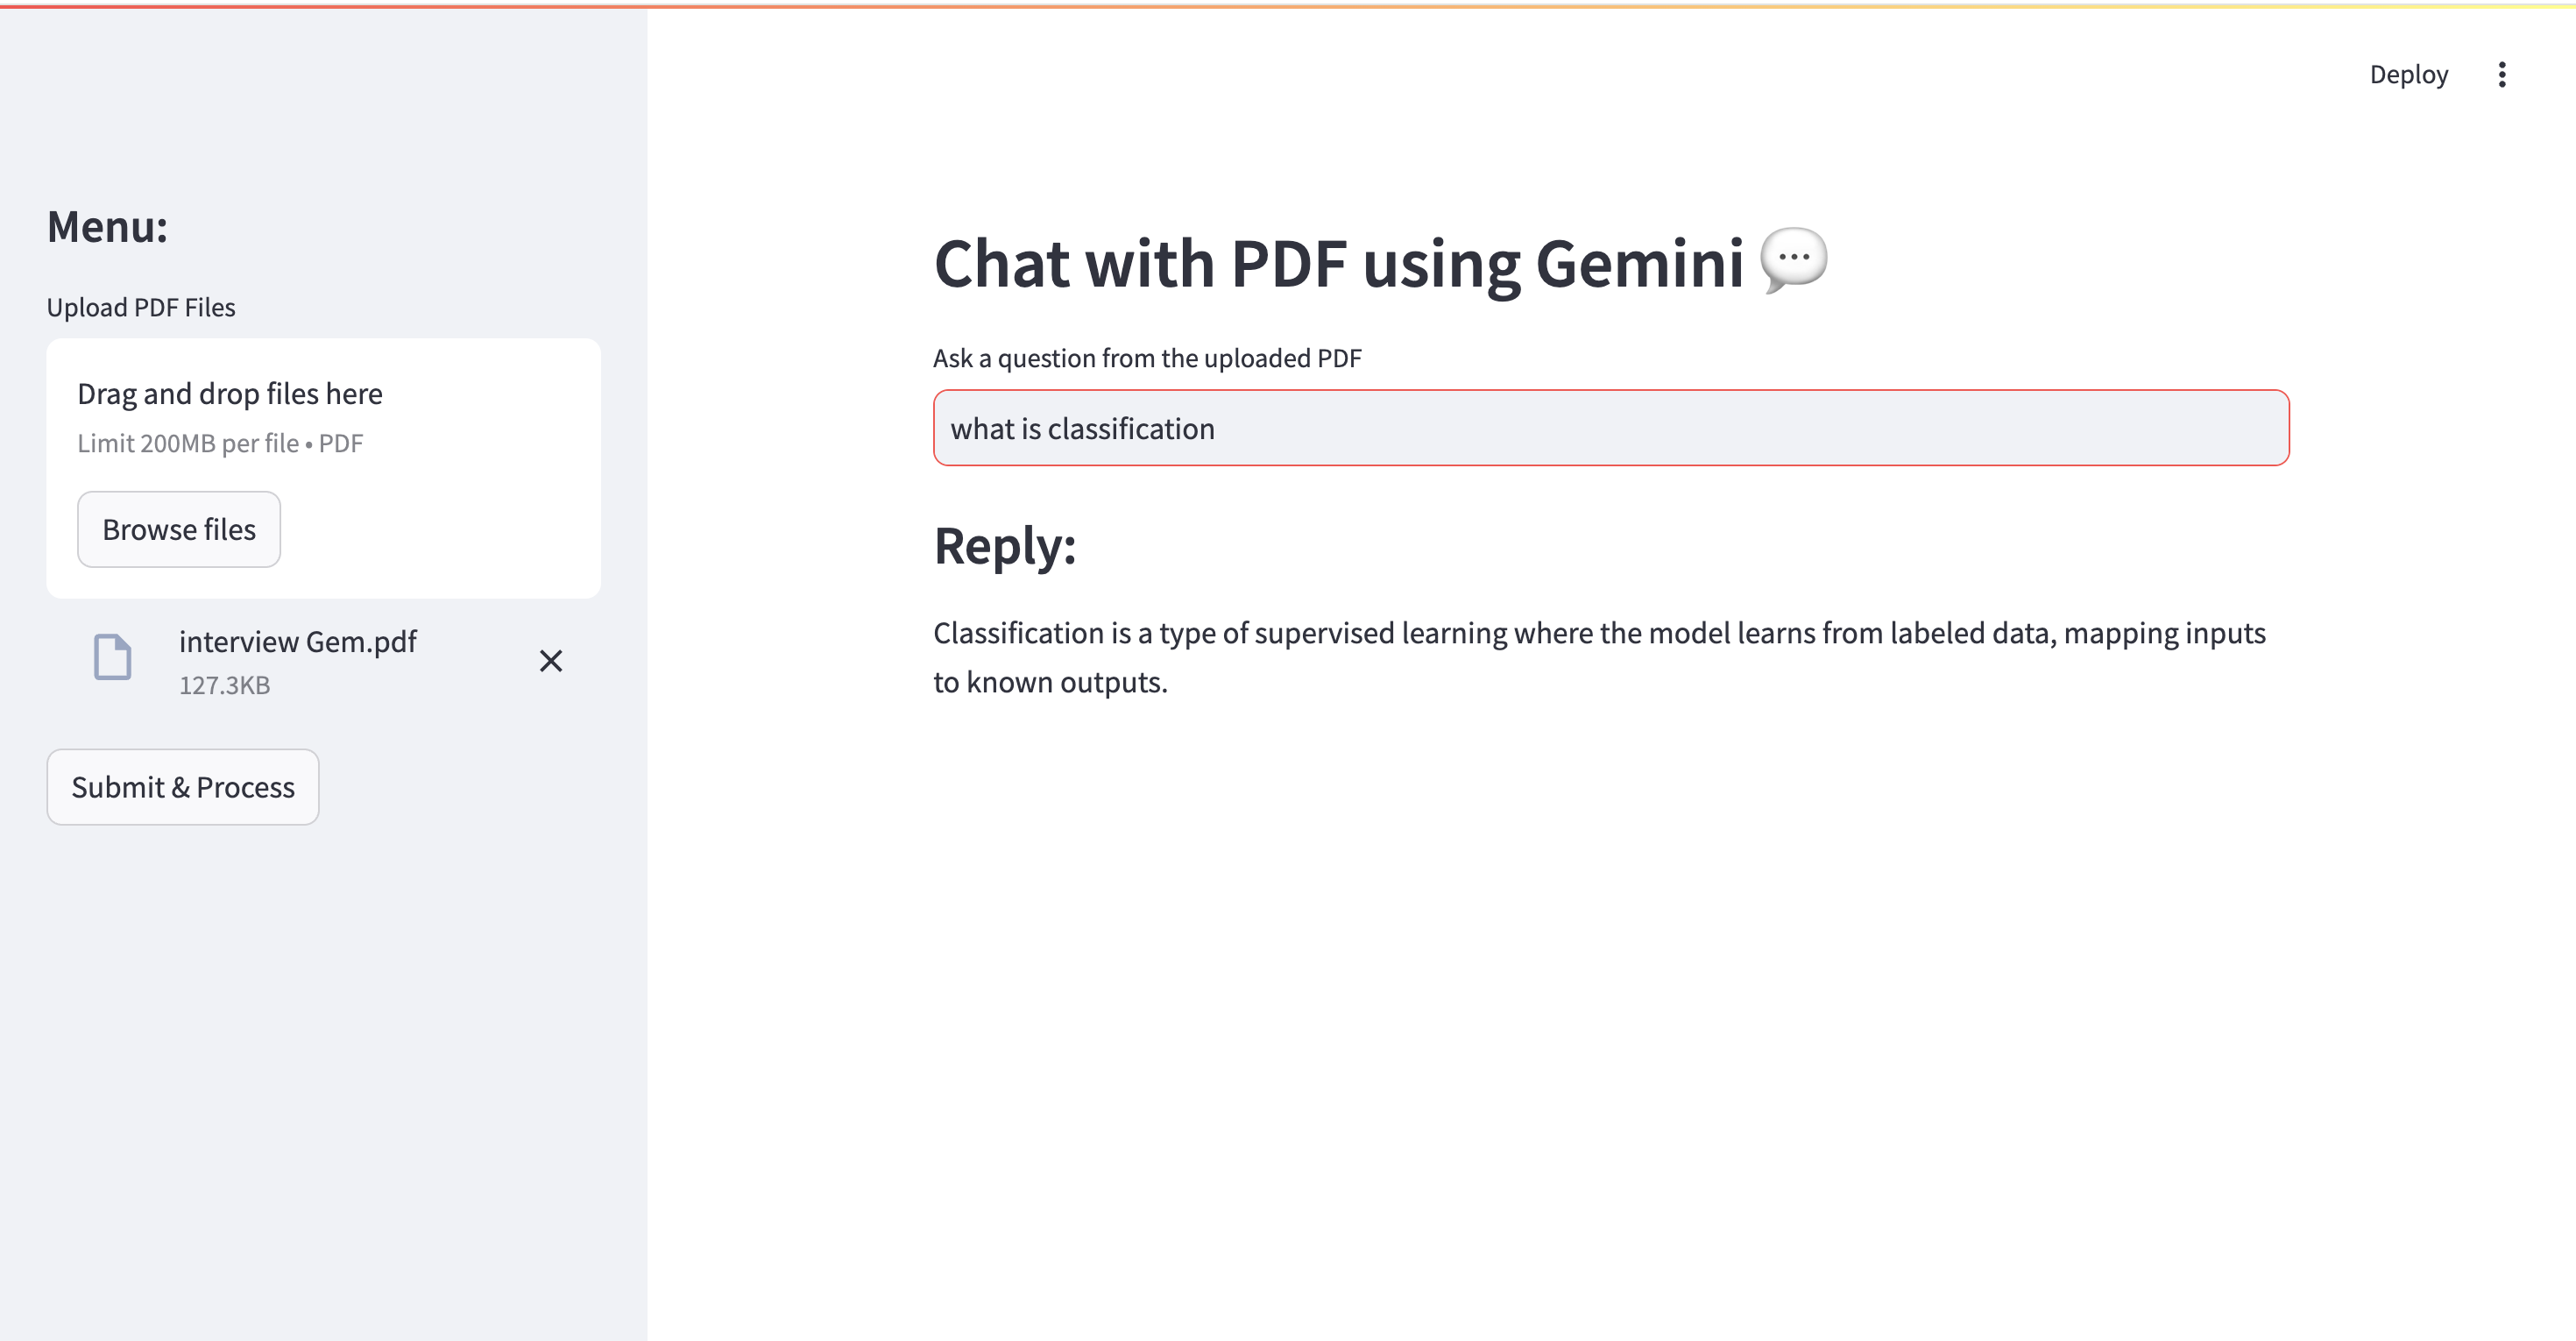 Deploy
Menu:
Upload PDF Files
Drag and drop files here
Limit 200MB per file • PDF
Browse files
interview Gem.pdf
127.3KB
Submit & Process
Chat with PDF using Gemini 💬
Ask a question from the uploaded PDF
what is classification
Reply:
Classification is a type of supervised learning where the model learns from labeled data, mapping inputs
to known outputs.